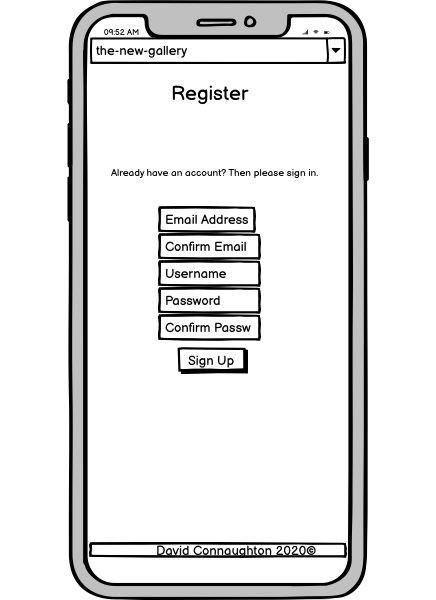 09:52 AM
the-new-gallery
Register
Already have an account? Then please sign in.
Email Address
Confirm Email
Username
Password
Confirm Passw
Sign Up
David Connaughton 2020©